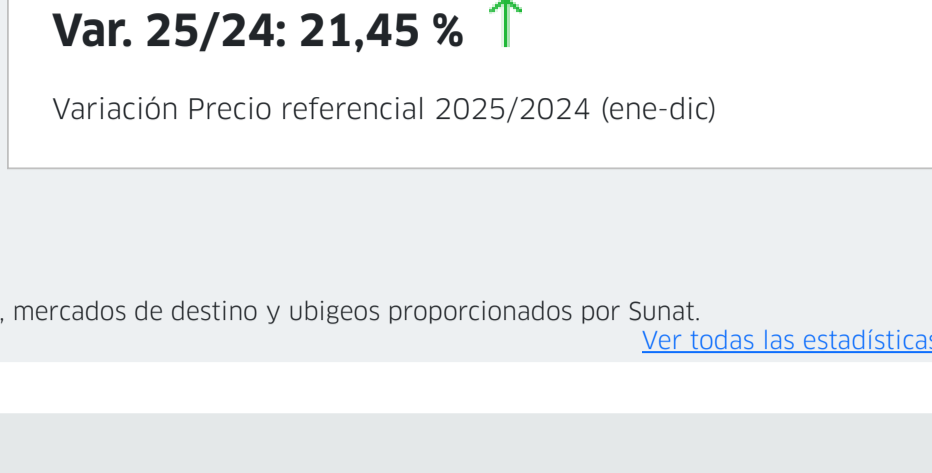 Var. 25/24: 21,45 %
Variación Precio referencial 2025/2024 (ene-dic)
, mercados de destino y ubigeos proporcionados por Sunat.
Ver todas las estadísticas